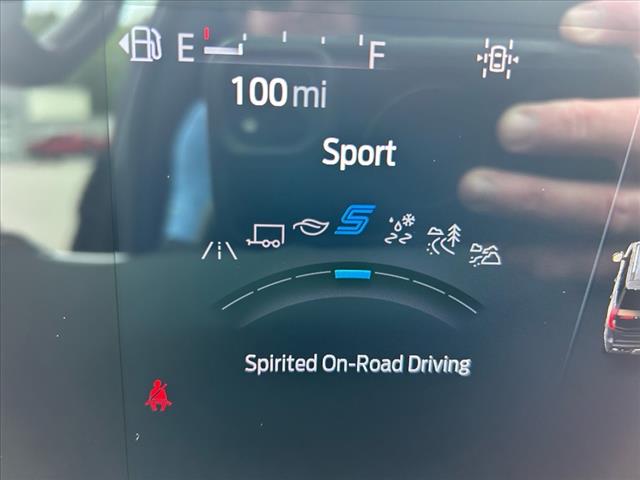 E F
100 mi
Sport
S
Spirited On-Road Driving